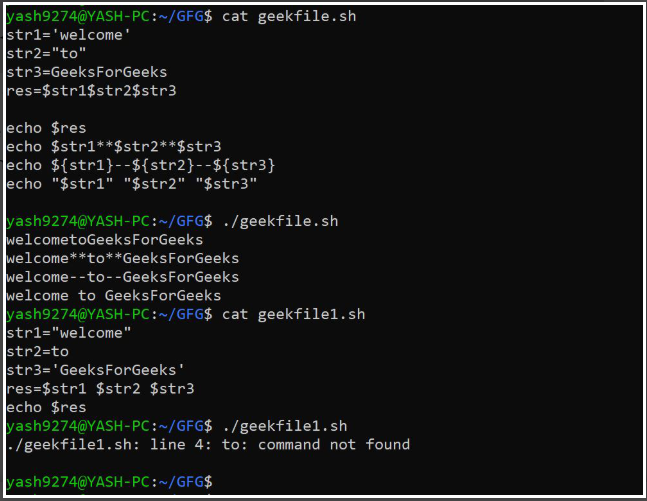 yash9274@YASH-PC:~/GFG$ cat geekfile.sh
str1='welcome'
str2="to"
str3=GeeksForGeeks
res=$str1$str2$str3
echo $res
echo $str1**$str2**$str3
echo ${str1}--${str2}--${str3}
echo "$str1" "$str2" "$str3"
yash9274@YASH-PC:~/GFG$ ./geekfile.sh
welcometoGeeksForGeeks
welcome**to**GeeksForGeeks
welcome--to--GeeksForGeeks
welcome to GeeksForGeeks
yash9274@YASH-PC:~/GFG$ cat geekfile1.sh
str1="welcome"
str2=to
str3='GeeksForGeeks'
res=$str1 $str2 $str3
echo $res
yash9274@YASH-PC:~/GFG$ ./geekfile1.sh
./geekfile1.sh: line 4: to: command not found
yash9274@YASH-PC:~/GFG$